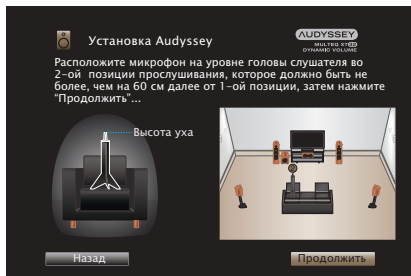 Установка Audyssey
AUDYSSEY
MULTEQ XT32
DYNAMIC VOLUME
Расположите микрофон на уровне головы слушателя во
2-ой позиции прослушивания, которое должно быть не
более, чем на 60 см далее от 1-ой позиции, затем нажмите
"Продолжить"...
Высота уха
Назад
Продолжить